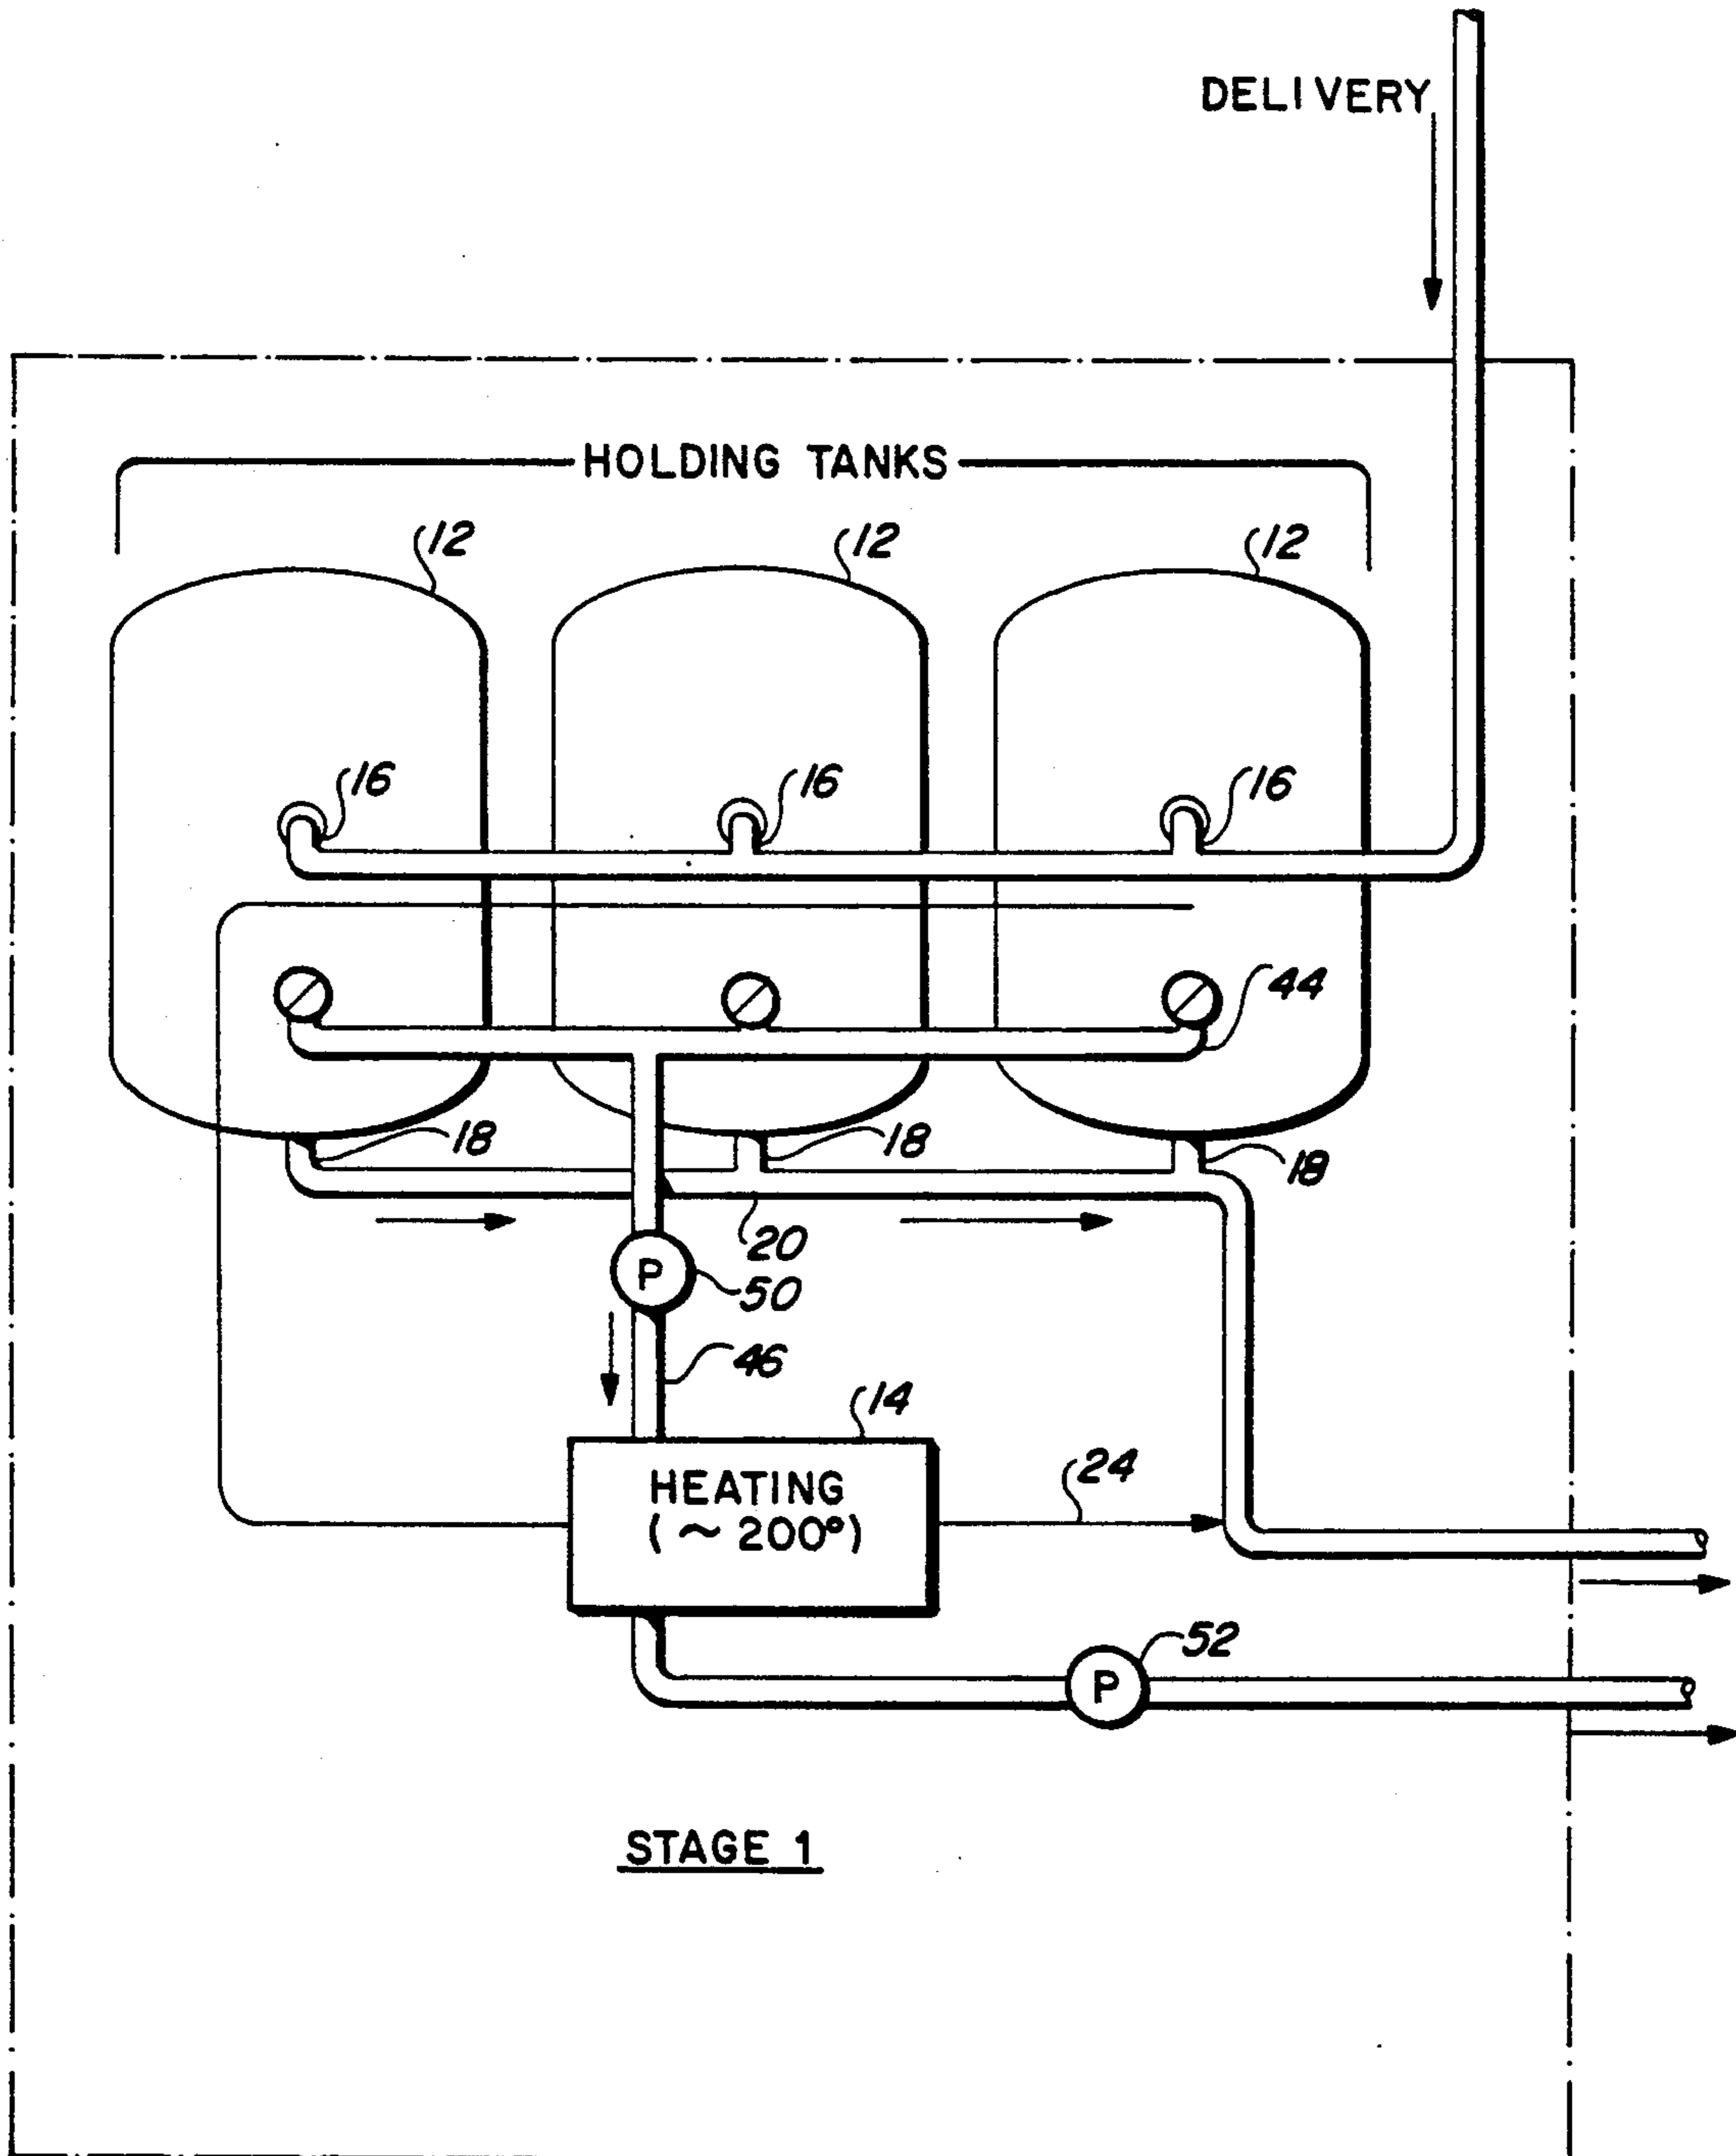 DELIVERY
HOLDING TANKS
12
12
12
16
16
16
44
18
18
18
20
P
50
46
14
HEATING
(~200°)
24
52
P
STAGE 1